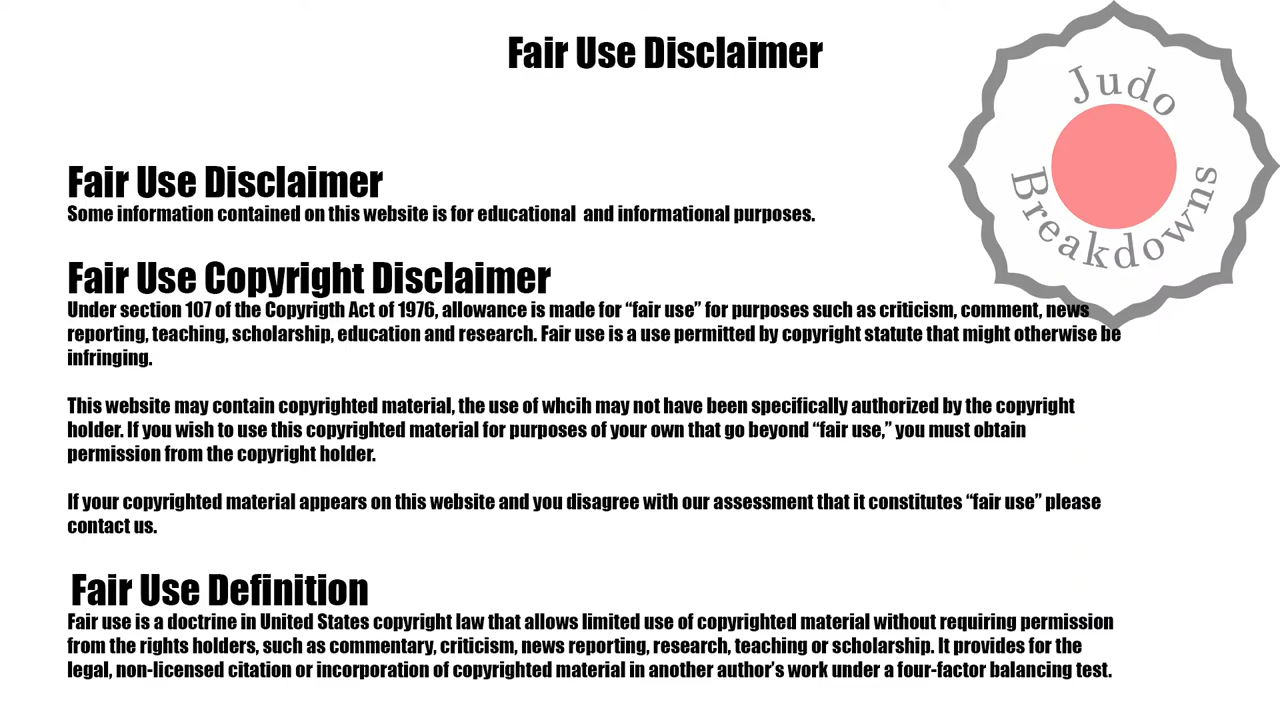 Fair Use Disclaimer
Judo
Breakdowns
Fair Use Disclaimer
Some information contained on this website is for educational  and informational purposes.
Fair Use Copyright Disclaimer
Under section 107 of the Copyrigth Act of 1976, allowance is made for “fair use” for purposes such as criticism, comment, news
reporting, teaching, scholarship, education and research. Fair use is a use permitted by copyright statute that might otherwise be
infringing.
This website may contain copyrighted material, the use of whcih may not have been specifically authorized by the copyright
holder. If you wish to use this copyrighted material for purposes of your own that go beyond “fair use,” you must obtain
permission from the copyright holder.
If your copyrighted material appears on this website and you disagree with our assessment that it constitutes “fair use” please
contact us.
Fair Use Definition
Fair use is a doctrine in United States copyright law that allows limited use of copyrighted material without requiring permission
from the rights holders, such as commentary, criticism, news reporting, research, teaching or scholarship. It provides for the
legal, non-licensed citation or incorporation of copyrighted material in another author’s work under a four-factor balancing test.